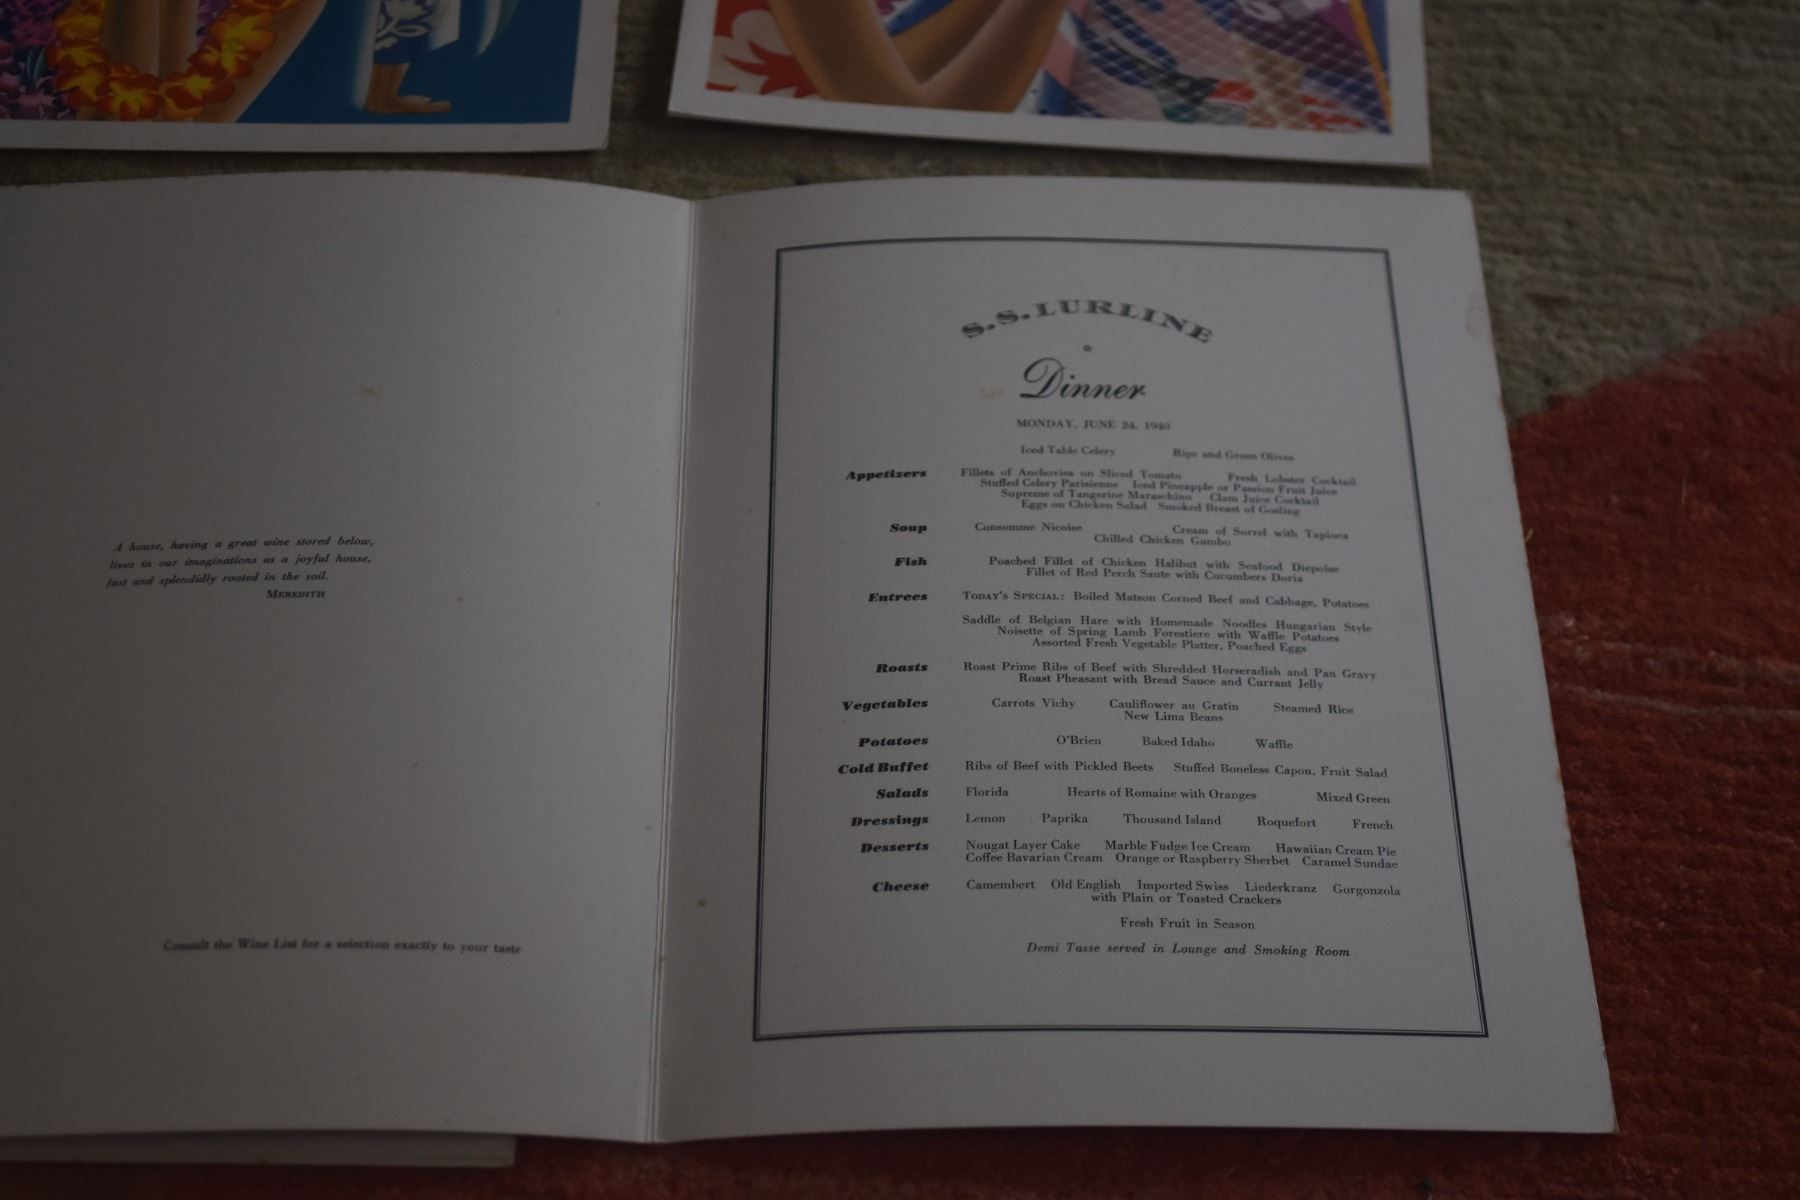 A house, having a great wine stored below,
lives in our imaginations as a joyful house,
fast and splendidly rooted in the soil.
MEREDITH
Consult the Wine List for a selection exactly to your taste
S.S. LURLINE
*
Dinner
MONDAY, JUNE 24, 1940
Iced Table Celery Ripe and Green Olives
Appetizers Fillets of Anchovies on Sliced Tomato Fresh Lobster Cocktail
Stuffed Celery Parisienne Iced Pineapple or Passion Fruit Juice
Supreme of Tangerine Maraschino Clam Juice Cocktail
Eggs on Chicken Salad Smoked Breast of Gosling
Soup Consomme Nicoise Cream of Sorrel with Tapioca
Chilled Chicken Gumbo
Fish Poached Fillet of Chicken Halibut with Seafood Diepoise
Fillet of Red Perch Saute with Cucumbers Doria
Entrees TODAY'S SPECIAL: Boiled Matson Corned Beef and Cabbage, Potatoes
Saddle of Belgian Hare with Homemade Noodles Hungarian Style
Noisette of Spring Lamb Forestiere with Waffle Potatoes
Assorted Fresh Vegetable Platter, Poached Eggs
Roasts Roast Prime Ribs of Beef with Shredded Horseradish and Pan Gravy
Roast Pheasant with Bread Sauce and Currant Jelly
Vegetables Carrots Vichy Cauliflower au Gratin Steamed Rice
New Lima Beans
Potatoes O'Brien Baked Idaho Waffle
Cold Buffet Ribs of Beef with Pickled Beets Stuffed Boneless Capon, Fruit Salad
Salads Florida Hearts of Romaine with Oranges Mixed Green
Dressings Lemon Paprika Thousand Island Roquefort French
Desserts Nougat Layer Cake Marble Fudge Ice Cream Hawaiian Cream Pie
Coffee Bavarian Cream Orange or Raspberry Sherbet Caramel Sundae
Cheese Camembert Old English Imported Swiss Liederkranz Gorgonzola
with Plain or Toasted Crackers
Fresh Fruit in Season
Demi Tasse served in Lounge and Smoking Room